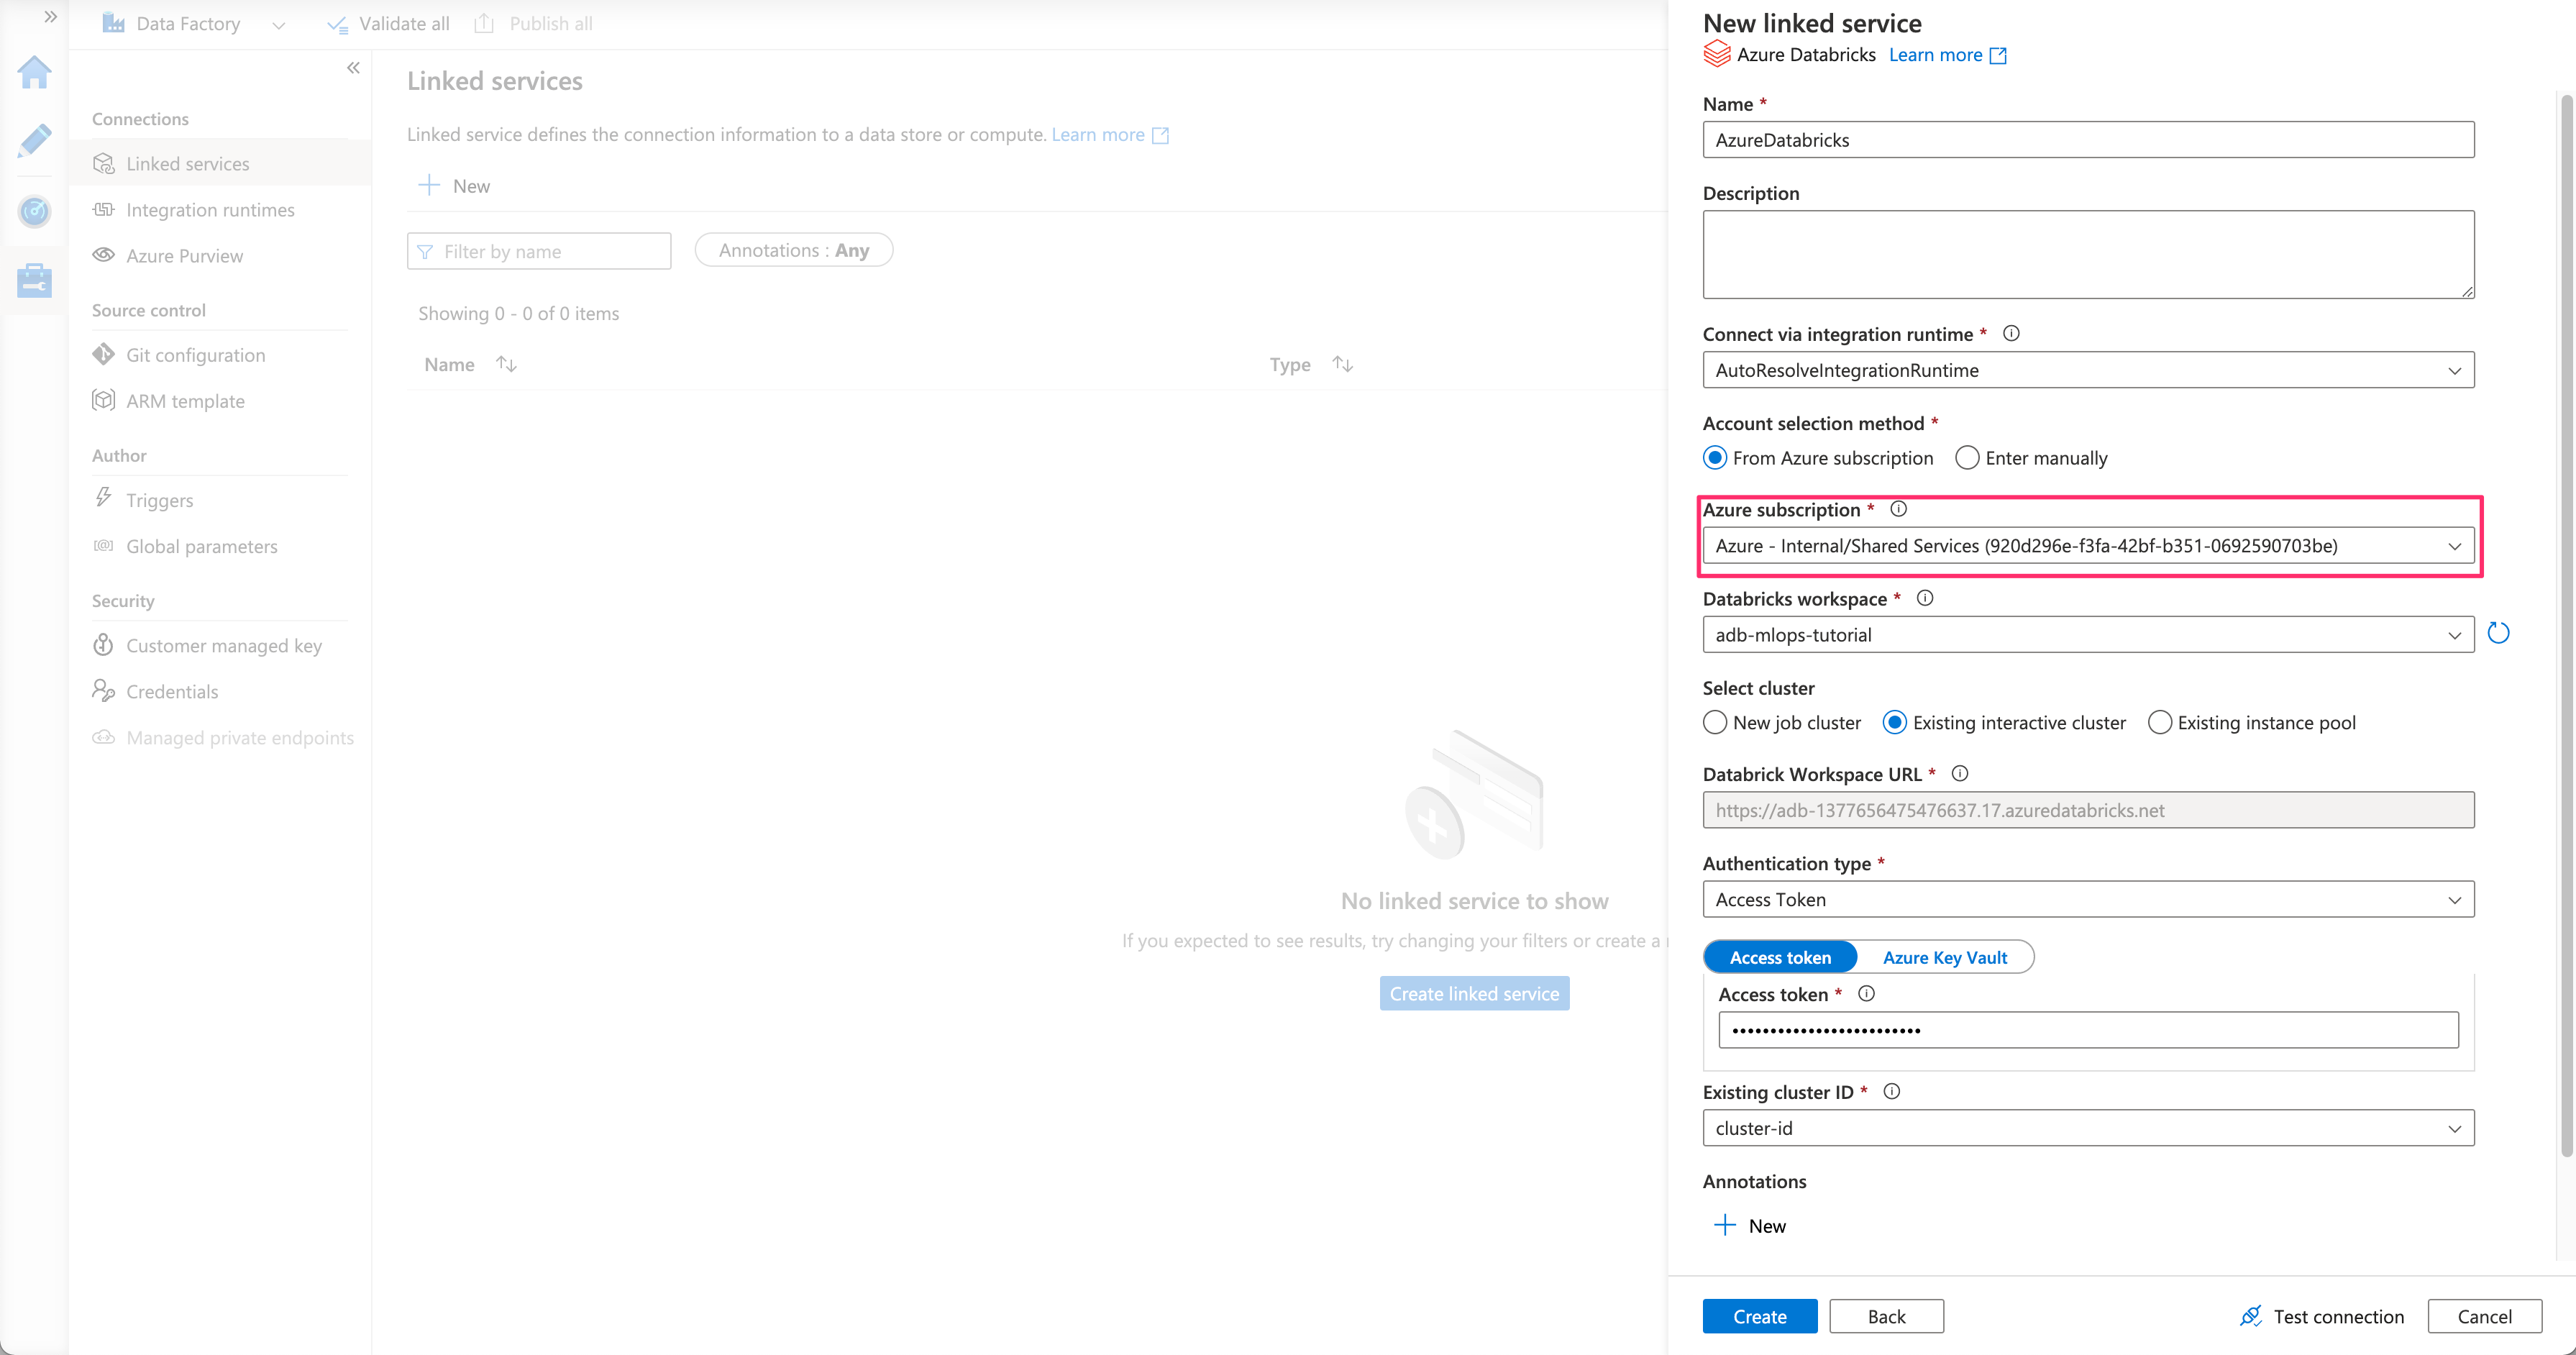 Data Factory
Validate all
Publish all
Connections
Linked services
Integration runtimes
Azure Purview
Source control
Git configuration
ARM template
Author
Triggers
Global parameters
Security
Customer managed key
Credentials
Managed private endpoints
Linked services
Linked service defines the connection information to a data store or compute. Learn more
New
Filter by name
Annotations : Any
Showing 0 - 0 of 0 items
Name
Type
No linked service to show
If you expected to see results, try changing your filters or create a
Create linked service
New linked service
Azure Databricks Learn more
Name *
AzureDatabricks
Description
Connect via integration runtime *
AutoResolveIntegrationRuntime
Account selection method *
From Azure subscription Enter manually
Azure subscription *
Azure - Internal/Shared Services (920d296e-f3fa-42bf-b351-0692590703be)
Databricks workspace *
adb-mlops-tutorial
Select cluster
New job cluster Existing interactive cluster Existing instance pool
Databrick Workspace URL *
https://adb-1377656475476637.17.azuredatabricks.net
Authentication type *
Access Token
Access token Azure Key Vault
Access token *
•••••••••••••••••••••••••
Existing cluster ID *
cluster-id
Annotations
New
Create
Back
Test connection
Cancel